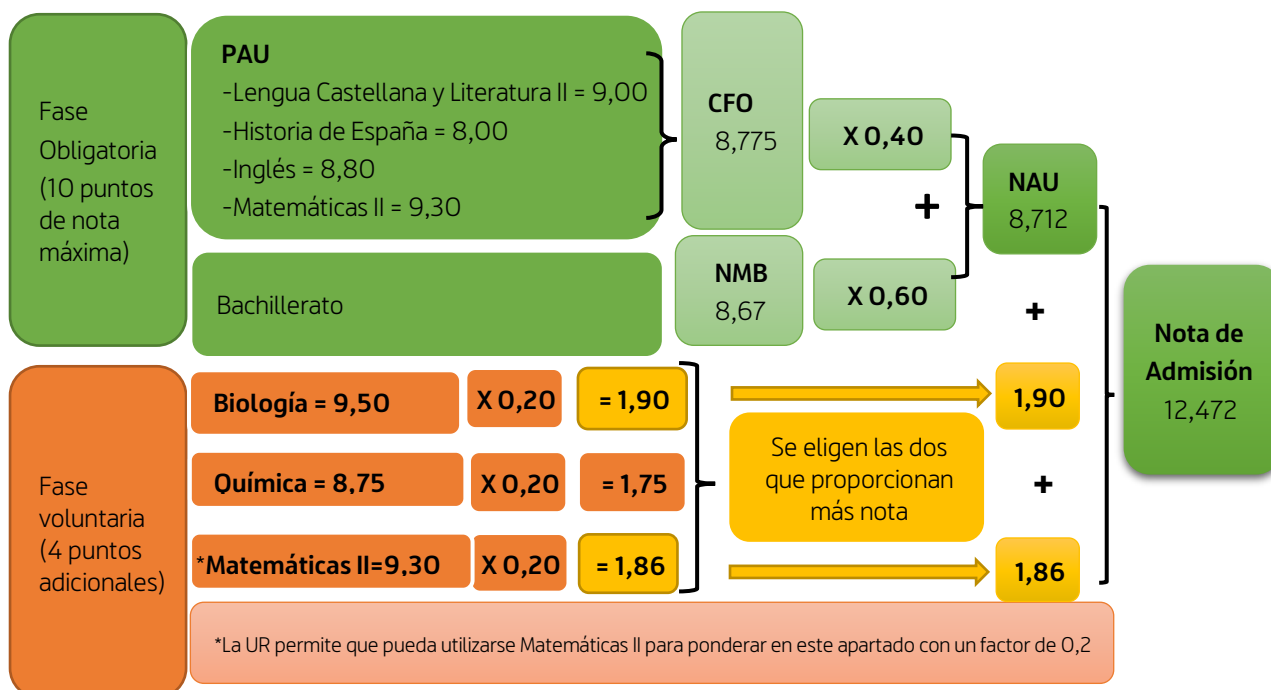 Fase
Obligatoria
(10 puntos
de nota
máxima)
PAU
-Lengua Castellana y Literatura II = 9,00
-Historia de España = 8,00
-Inglés = 8,80
-Matemáticas II = 9,30
CFO
8,775
X 0,40
+
NAU
8,712
Bachillerato
NMB
8,67
X 0,60
+
Nota de
Admisión
12,472
Fase
voluntaria
(4 puntos
adicionales)
Biología = 9,50
X 0,20
= 1,90
1,90
Química = 8,75
X 0,20
= 1,75
Se eligen las dos
que proporcionan
más nota
+
*Matemáticas II=9,30
X 0,20
= 1,86
1,86
*La UR permite que pueda utilizarse Matemáticas II para ponderar en este apartado con un factor de 0,2